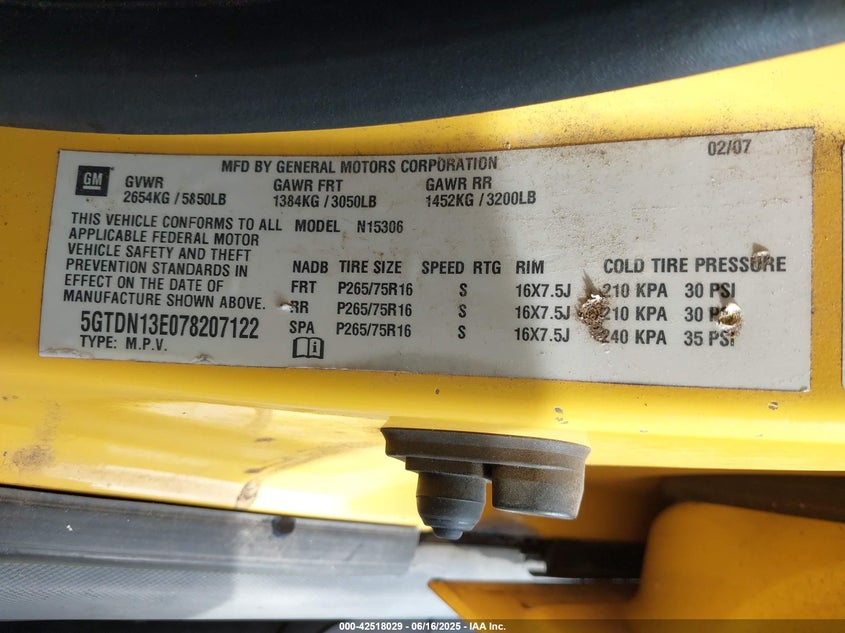 02/07
MFD BY GENERAL MOTORS CORPORATION
GM GVWR GAWR FRT GAWR RR
2654KG / 5850LB 1384KG / 3050LB 1452KG / 3200LB
THIS VEHICLE CONFORMS TO ALL MODEL N15306
APPLICABLE FEDERAL MOTOR
VEHICLE SAFETY AND THEFT
PREVENTION STANDARDS IN
EFFECT ON THE DATE OF
MANUFACTURE SHOWN ABOVE.
5GTDN13E078207122
TYPE: M.P.V.
NADB TIRE SIZE SPEED RTG RIM COLD TIRE PRESSURE
FRT P265/75R16 S 16X7.5J 210 KPA 30 PSI
RR P265/75R16 S 16X7.5J 210 KPA 30 PSI
SPA P265/75R16 S 16X7.5J 240 KPA 35 PSI
000-42518029 - 06/16/2025 - IAA Inc.